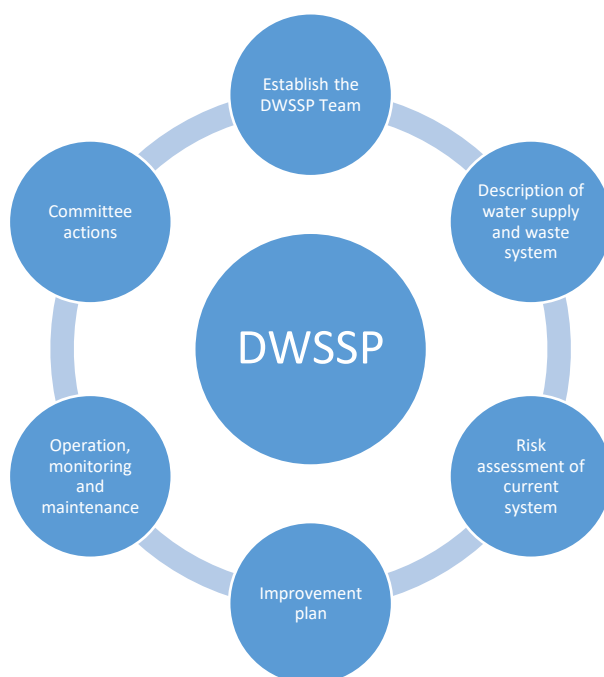 Establish the
DWSSP Team
Description of
water supply
and waste
system
Risk
assessment of
current
system
Improvement
plan
Operation,
monitoring
and
maintenance
Committee
actions
DWSSP